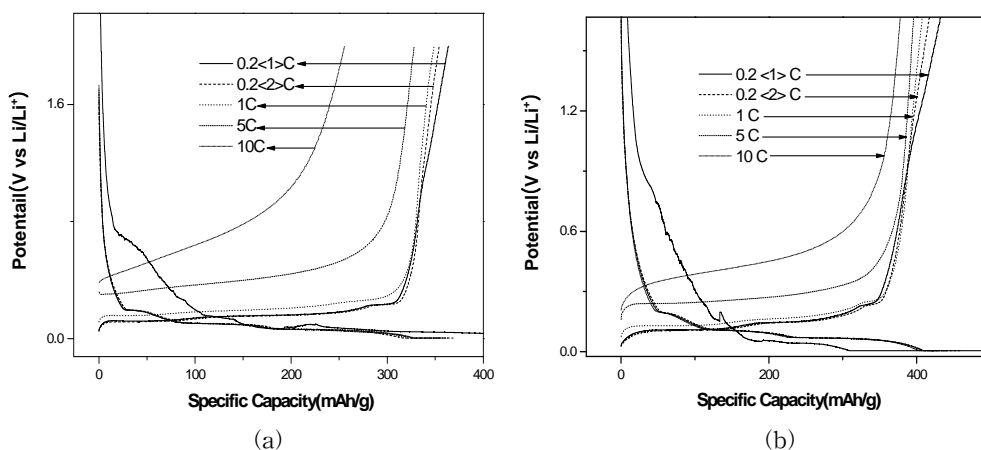 (a)
0.2<1>C
0.2<2>C
1C
5C
10C
1.6
0.8
0.0
Potentail(V vs Li/Li⁺)
0 100 200 300 400
Specific Capacity(mAh/g)
(a)
(b)
0.2 <1> C
0.2 <2> C
1 C
5 C
10 C
1.2
0.6
0.0
Potential(V vs Li/Li⁺)
0 200 400
Specific Capacity(mAh/g)
(b)